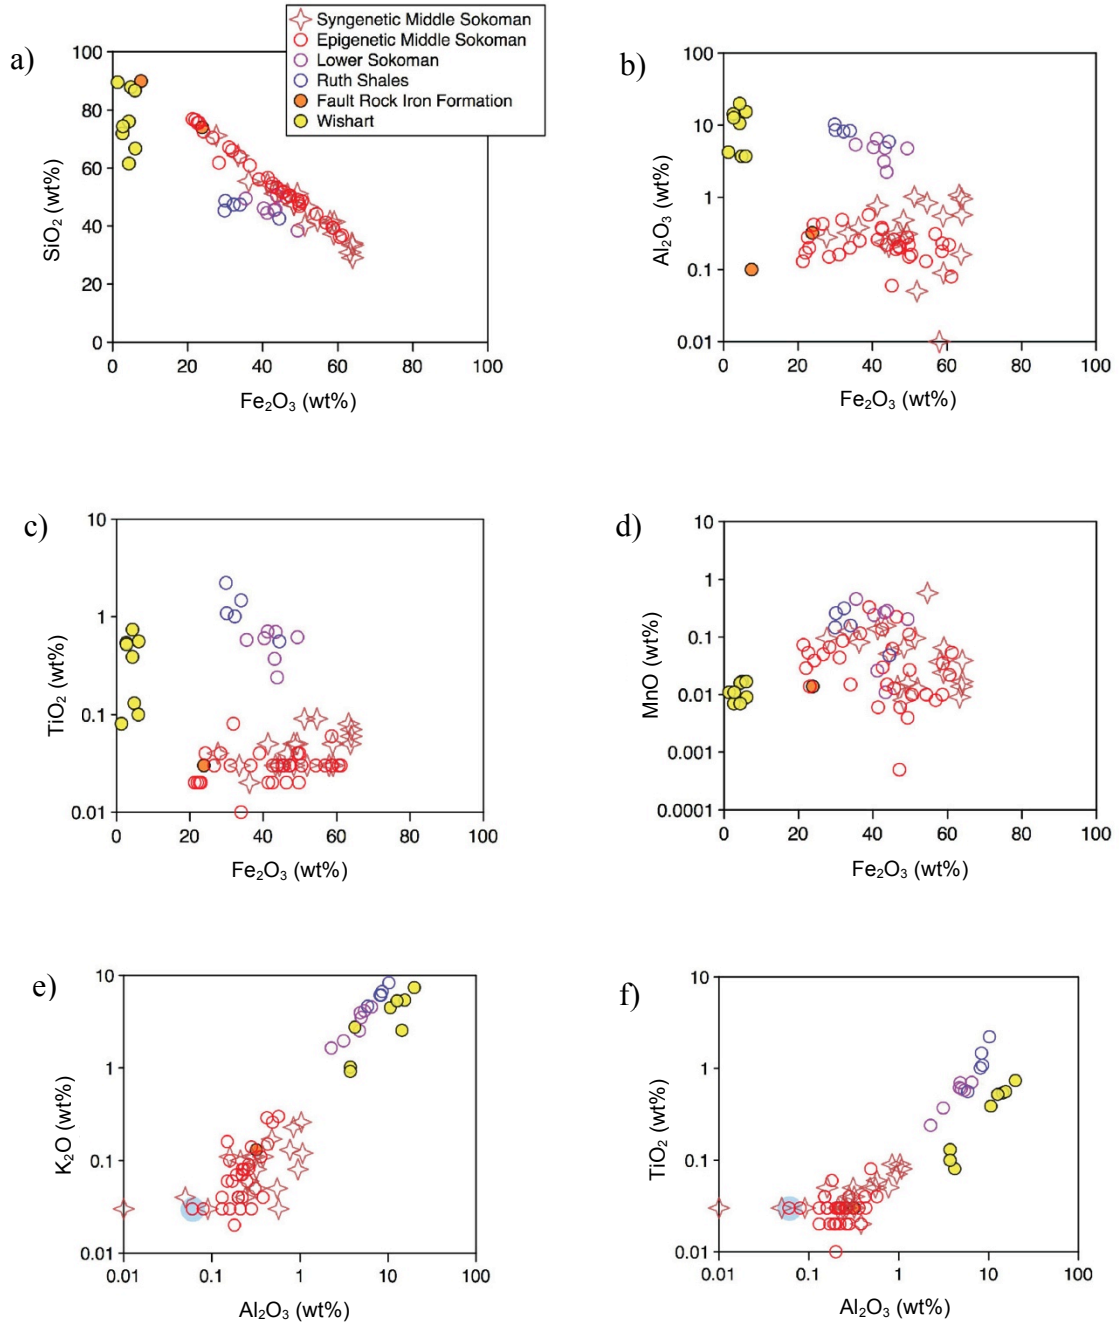 a)
Syngenetic Middle Sokoman
Epigenetic Middle Sokoman
Lower Sokoman
Ruth Shales
Fault Rock Iron Formation
Wishart
100
80
60
40
20
0
SiO₂ (wt%)
0 20 40 60 80 100
Fe₂O₃ (wt%)
b)
100
10
1
0.1
0.01
Al₂O₃ (wt%)
0 20 40 60 80 100
Fe₂O₃ (wt%)
c)
10
1
0.1
0.01
TiO₂ (wt%)
0 20 40 60 80 100
Fe₂O₃ (wt%)
d)
10
1
0.1
0.01
0.001
0.0001
MnO (wt%)
0 20 40 60 80 100
Fe₂O₃ (wt%)
e)
10
1
0.1
0.01
K₂O (wt%)
0.01 0.1 1 10 100
Al₂O₃ (wt%)
f)
10
1
0.1
0.01
TiO₂ (wt%)
0.01 0.1 1 10 100
Al₂O₃ (wt%)